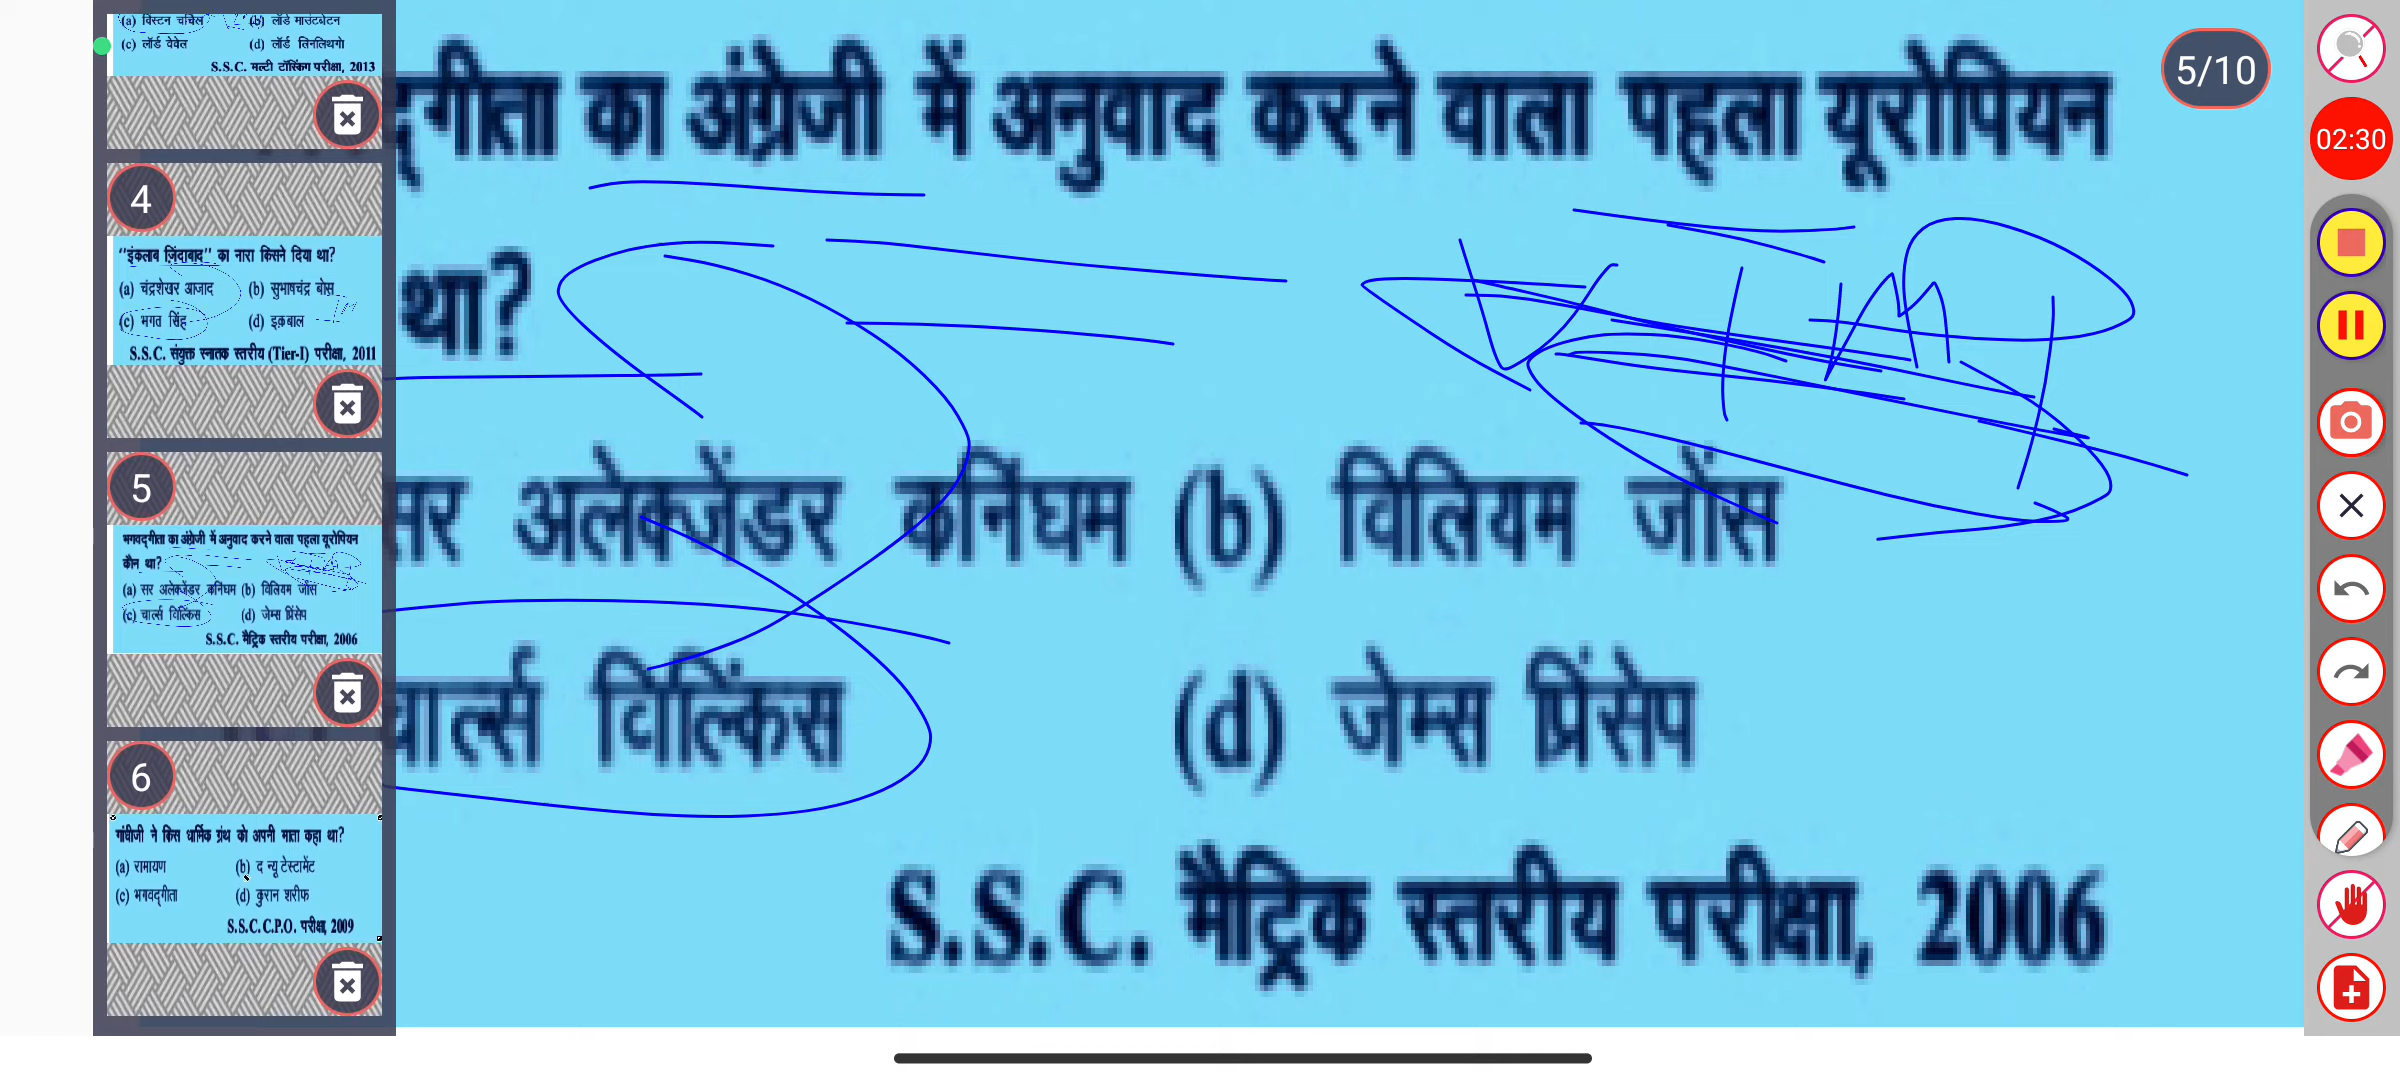 (a) विंस्टन चर्चिल (b) लॉर्ड माउंटबेटन
(c) लॉर्ड वेवेल (d) लॉर्ड लिनलिथगो
S.S.C. मल्टी टॉस्किंग परीक्षा, 2013
4
“इंकलाब ज़िंदाबाद” का नारा किसने दिया था?
(a) चंद्रशेखर आजाद (b) सुभाषचंद्र बोस
(c) भगत सिंह (d) इक़बाल
S.S.C. संयुक्त स्नातक स्तरीय (Tier-I) परीक्षा, 2011
5
भगवद्गीता का अंग्रेजी में अनुवाद करने वाला पहला यूरोपियन
कौन था?
(a) सर अलेक्जेंडर कनिंघम (b) विलियम जोंस
(c) चार्ल्स विल्किंस (d) जेम्स प्रिंसेप
S.S.C. मैट्रिक स्तरीय परीक्षा, 2006
6
गांधीजी ने किस धार्मिक ग्रंथ को अपनी माता कहा था?
(a) रामायण (b) द न्यू टेस्टामेंट
(c) भगवद्गीता (d) कुरान शरीफ
S.S.C.C.P.O. परीक्षा, 2009
द्गीता का अंग्रेजी में अनुवाद करने वाला पहला यूरोपियन
था?
सर अलेक्जेंडर कनिंघम (b) विलियम जोंस
चार्ल्स विल्किंस (d) जेम्स प्रिंसेप
S.S.C. मैट्रिक स्तरीय परीक्षा, 2006
5/10
02:30